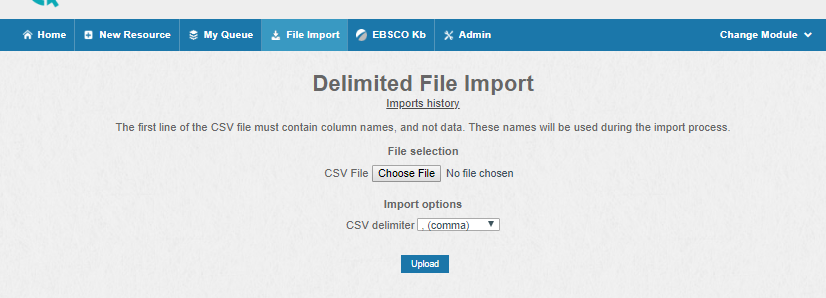 Home New Resource My Queue File Import EBSCO Kb Admin Change Module
Delimited File Import
Imports history
The first line of the CSV file must contain column names, and not data. These names will be used during the import process.
File selection
CSV File Choose File No file chosen
Import options
CSV delimiter , (comma)
Upload